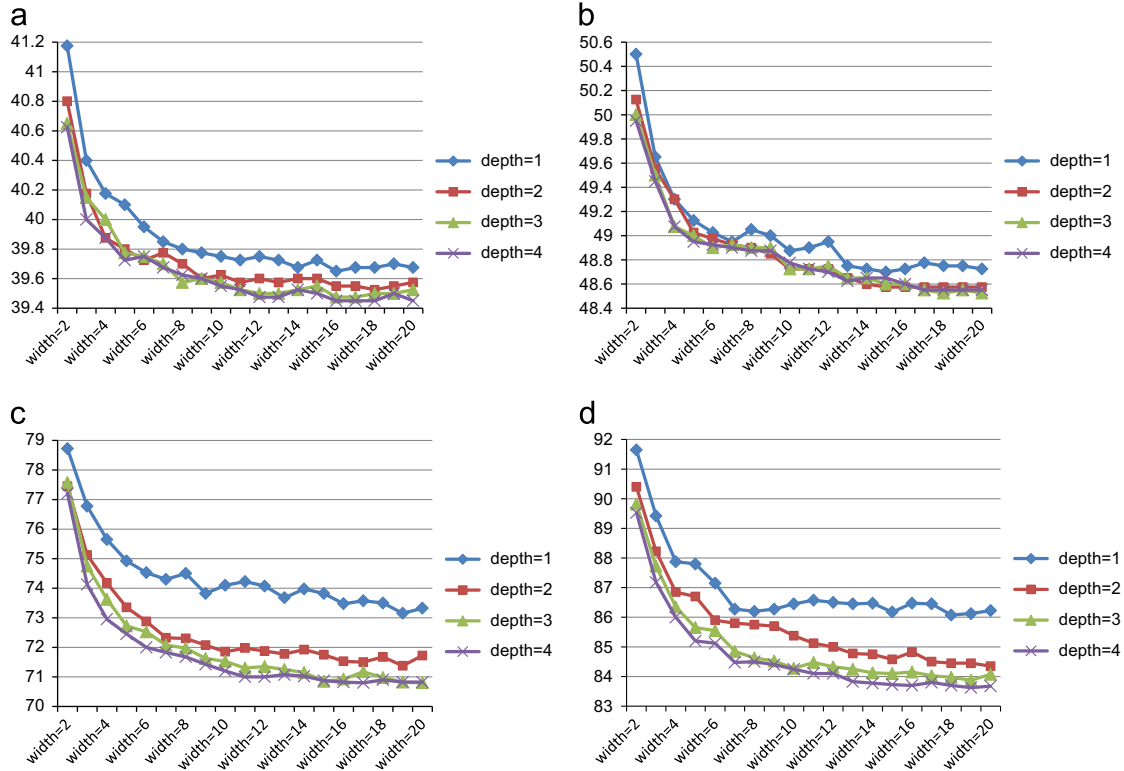 a
41.2
41
40.8
40.6
40.4
40.2
40
39.8
39.6
39.4
width=2
width=4
width=6
width=8
width=10
width=12
width=14
width=16
width=18
width=20
depth=1
depth=2
depth=3
depth=4
b
50.6
50.4
50.2
50
49.8
49.6
49.4
49.2
49
48.8
48.6
48.4
width=2
width=4
width=6
width=8
width=10
width=12
width=14
width=16
width=18
width=20
depth=1
depth=2
depth=3
depth=4
c
79
78
77
76
75
74
73
72
71
70
width=2
width=4
width=6
width=8
width=10
width=12
width=14
width=16
width=18
width=20
depth=1
depth=2
depth=3
depth=4
d
92
91
90
89
88
87
86
85
84
83
width=2
width=4
width=6
width=8
width=10
width=12
width=14
width=16
width=18
width=20
depth=1
depth=2
depth=3
depth=4